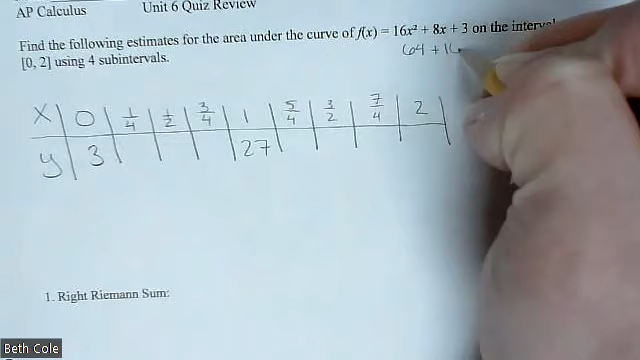 AP Calculus Unit 6 Quiz Review
Find the following estimates for the area under the curve of f(x) = 16x² + 8x + 3 on the interval
[0, 2] using 4 subintervals.
64 + 16
x 0 1/4 1/2 3/4 1 5/4 3/2 7/4 2
y 3 27
1. Right Riemann Sum:
Beth Cole